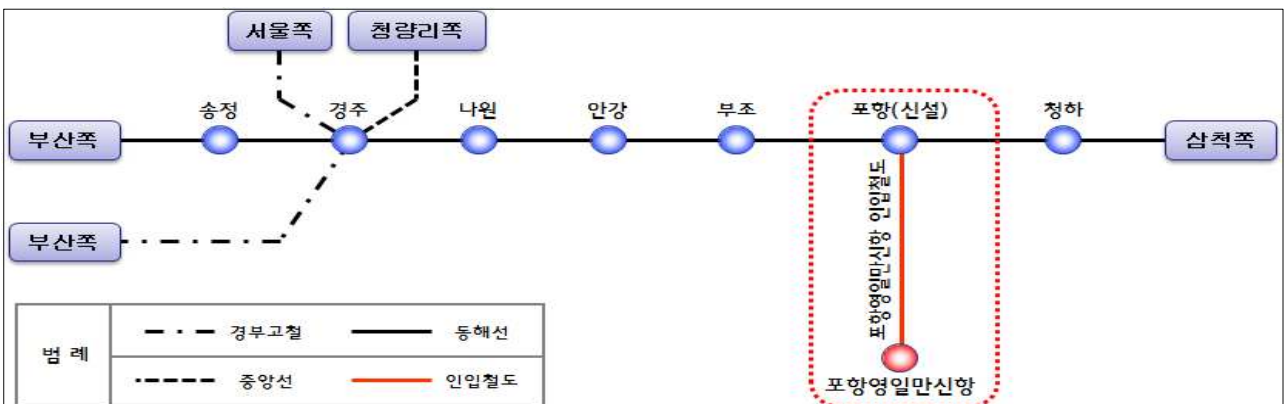 서울쪽
청량리쪽
송정
경주
나원
안강
부조
포항(신설)
청하
부산쪽
삼척쪽
부산쪽
포항영일만신항 인입철도
포항영일만신항
범 례
경부고철
동해선
중앙선
인입철도